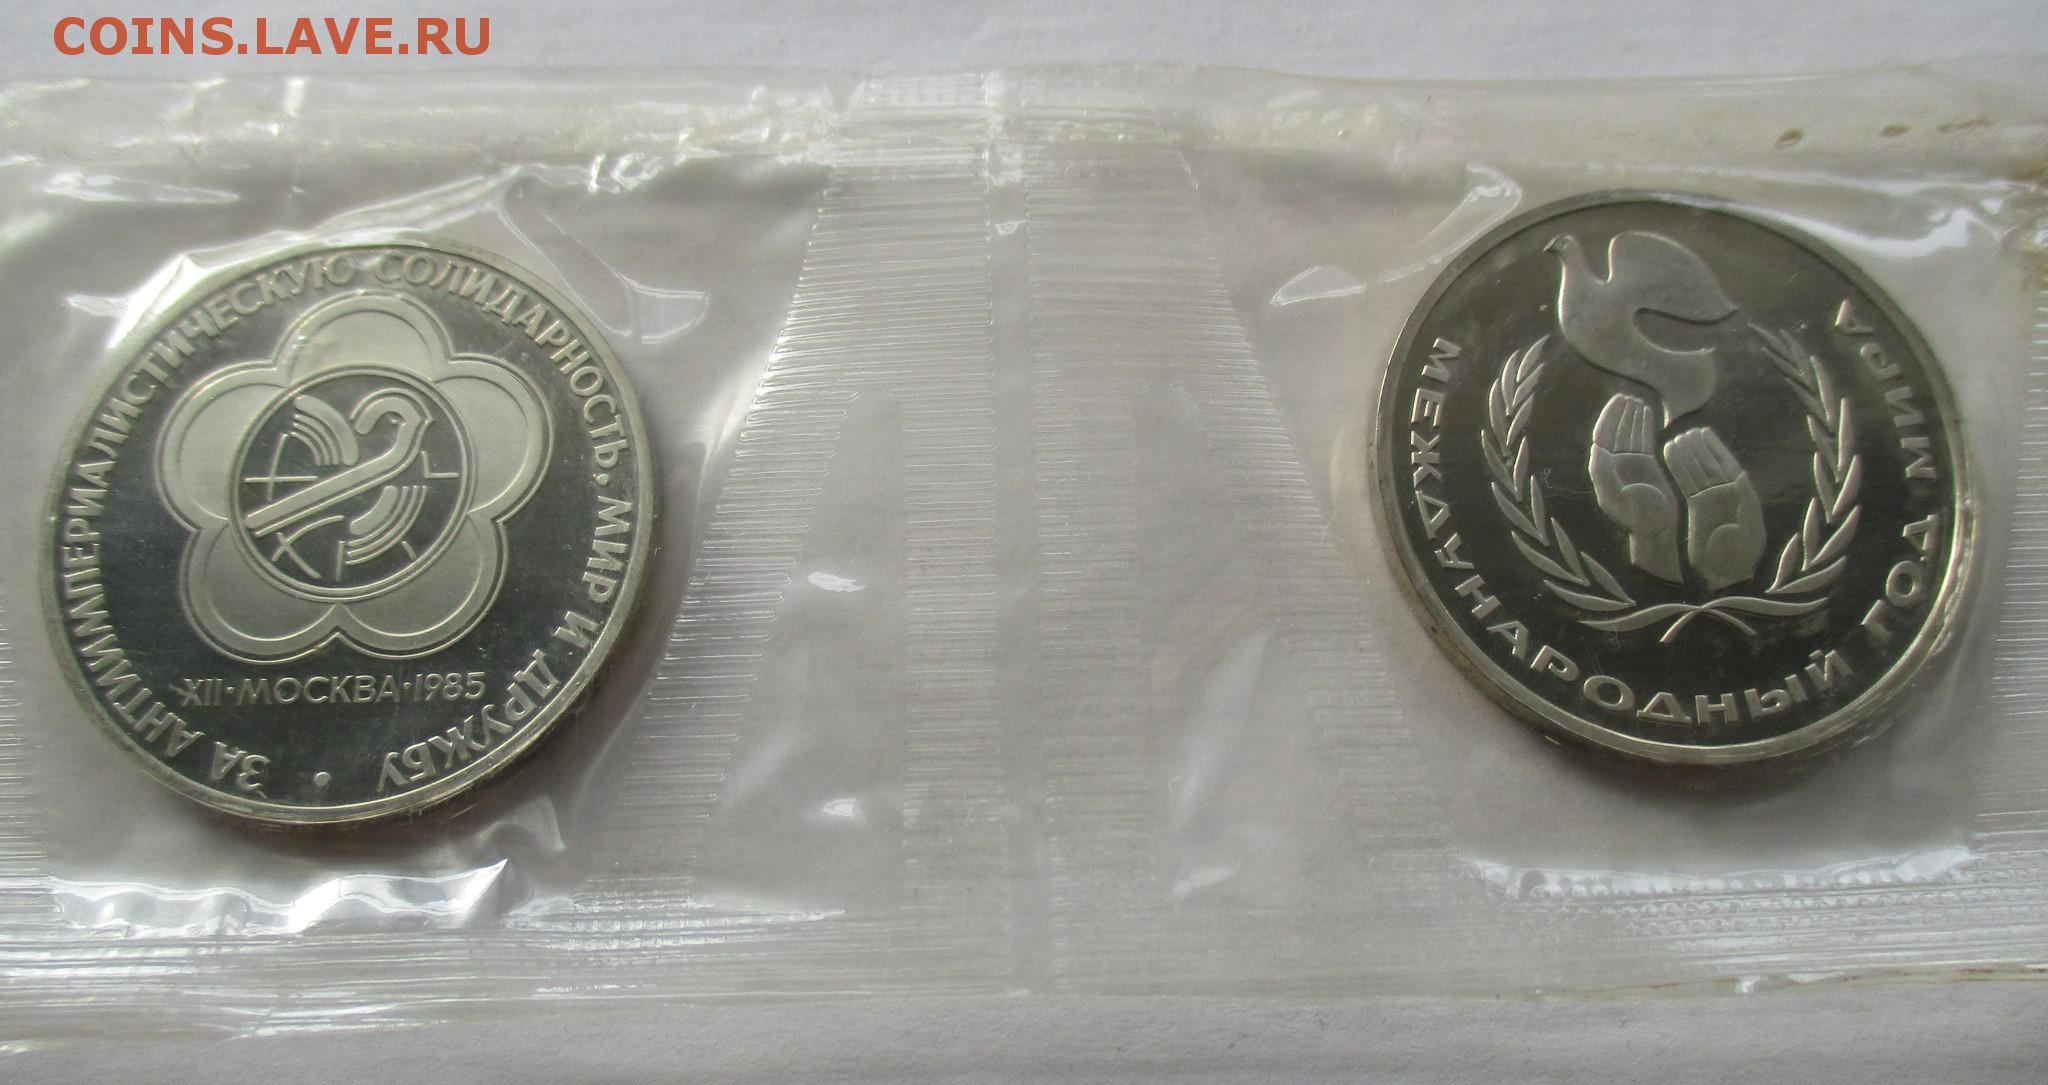 COINS.LAVE.RU
ЗА АНТИИМПЕРИАЛИСТИЧЕСКУЮ СОЛИДАРНОСТЬ, МИР И ДРУЖБУ •
XII•МОСКВА•1985
МЕЖДУНАРОДНЫЙ ГОД МИРА